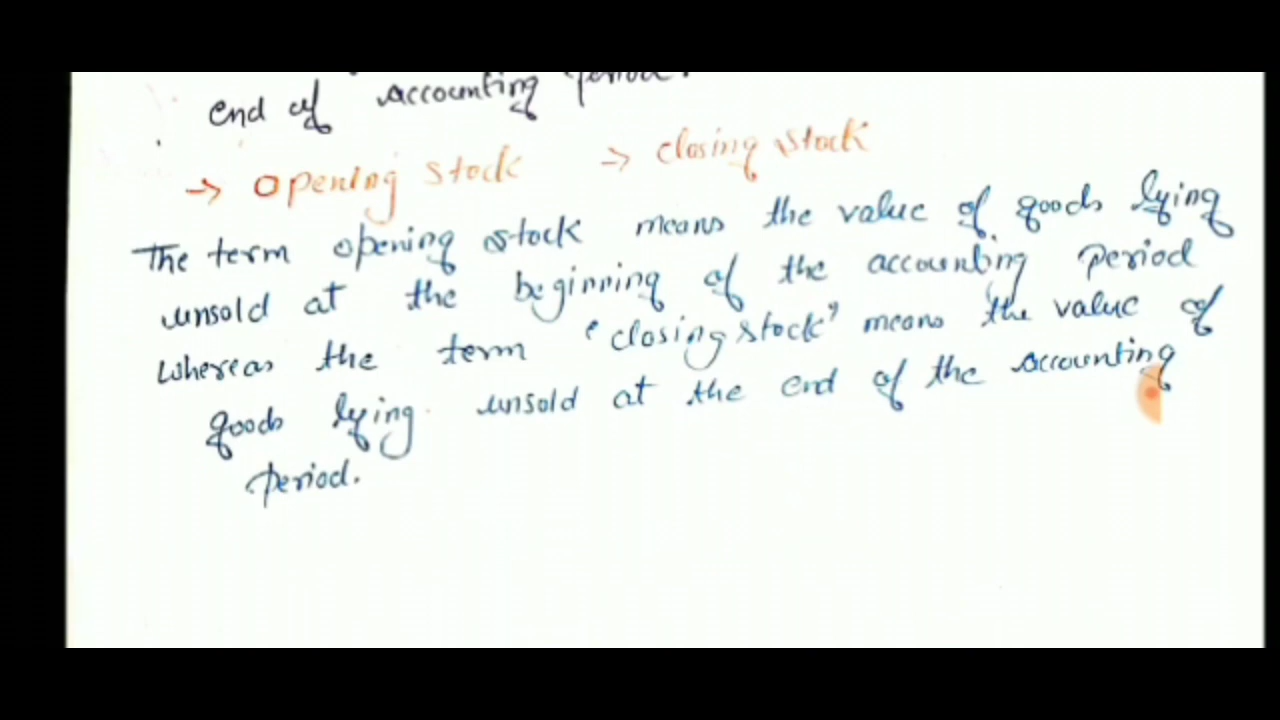 end of accounting period.
→ Opening stock → closing stock
The term opening stock means the value of goods lying
unsold at the beginning of the accounting period
whereas the term "closing stock" means the value of
goods lying unsold at the end of the accounting
period.